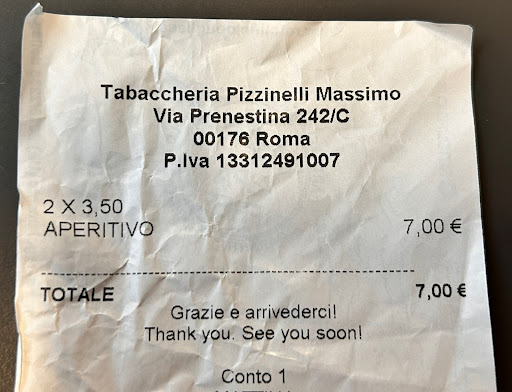 Tabaccheria Pizzinelli Massimo
Via Prenestina 242/C
00176 Roma
P.Iva 13312491007
2 X 3,50
APERITIVO 7,00 €
TOTALE 7,00 €
Grazie e arrivederci!
Thank you. See you soon!
Conto 1